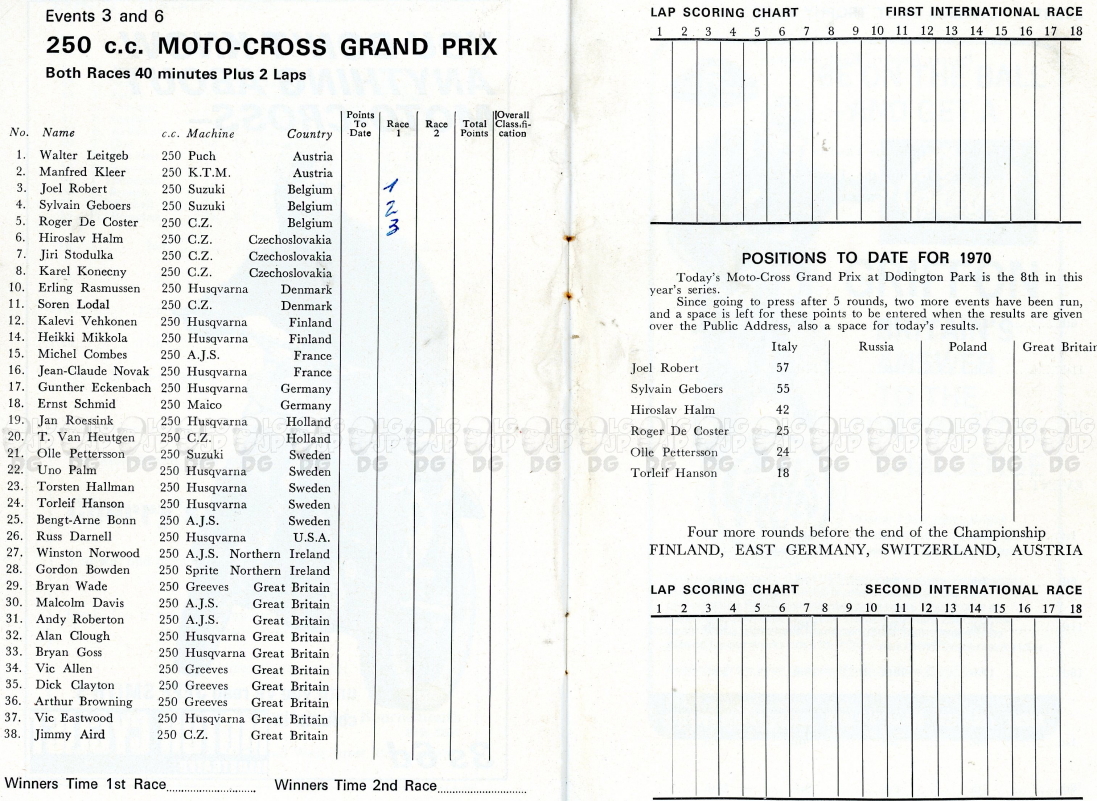 Events 3 and 6
250 c.c. MOTO-CROSS GRAND PRIX
Both Races 40 minutes Plus 2 Laps
No. Name c.c. Machine Country Points To Date Race 1 Race 2 Total Points Overall Classifi-cation
1. Walter Leitgeb 250 Puch Austria
2. Manfred Kleer 250 K.T.M. Austria
3. Joel Robert 250 Suzuki Belgium 1
4. Sylvain Geboers 250 Suzuki Belgium 2
5. Roger De Coster 250 C.Z. Belgium 3
6. Hiroslav Halm 250 C.Z. Czechoslovakia
7. Jiri Stodulka 250 C.Z. Czechoslovakia
8. Karel Konecny 250 C.Z. Czechoslovakia
10. Erling Rasmussen 250 Husqvarna Denmark
11. Soren Lodal 250 C.Z. Denmark
12. Kalevi Vehkonen 250 Husqvarna Finland
14. Heikki Mikkola 250 Husqvarna Finland
15. Michel Combes 250 A.J.S. France
16. Jean-Claude Novak 250 Husqvarna France
17. Gunther Eckenbach 250 Husqvarna Germany
18. Ernst Schmid 250 Maico Germany
19. Jan Roessink 250 Husqvarna Holland
20. T. Van Heutgen 250 C.Z. Holland
21. Olle Pettersson 250 Suzuki Sweden
22. Uno Palm 250 Husqvarna Sweden
23. Torsten Hallman 250 Husqvarna Sweden
24. Torleif Hanson 250 Husqvarna Sweden
25. Bengt-Arne Bonn 250 A.J.S. Sweden
26. Russ Darnell 250 Husqvarna U.S.A.
27. Winston Norwood 250 A.J.S. Northern Ireland
28. Gordon Bowden 250 Sprite Northern Ireland
29. Bryan Wade 250 Greeves Great Britain
30. Malcolm Davis 250 A.J.S. Great Britain
31. Andy Roberton 250 A.J.S. Great Britain
32. Alan Clough 250 Husqvarna Great Britain
33. Bryan Goss 250 Husqvarna Great Britain
34. Vic Allen 250 Greeves Great Britain
35. Dick Clayton 250 Greeves Great Britain
36. Arthur Browning 250 Greeves Great Britain
37. Vic Eastwood 250 Husqvarna Great Britain
38. Jimmy Aird 250 C.Z. Great Britain
Winners Time 1st Race Winners Time 2nd Race
LAP SCORING CHART FIRST INTERNATIONAL RACE
1 2 3 4 5 6 7 8 9 10 11 12 13 14 15 16 17 18
POSITIONS TO DATE FOR 1970
Today's Moto-Cross Grand Prix at Dodington Park is the 8th in this
year's series.
Since going to press after 5 rounds, two more events have been run,
and a space is left for these points to be entered when the results are given
over the Public Address, also a space for today's results.
Italy Russia Poland Great Britain
Joel Robert 57
Sylvain Geboers 55
Hiroslav Halm 42
Roger De Coster 25
Olle Pettersson 24
Torleif Hanson 18
Four more rounds before the end of the Championship
FINLAND, EAST GERMANY, SWITZERLAND, AUSTRIA
LAP SCORING CHART SECOND INTERNATIONAL RACE
1 2 3 4 5 6 7 8 9 10 11 12 13 14 15 16 17 18